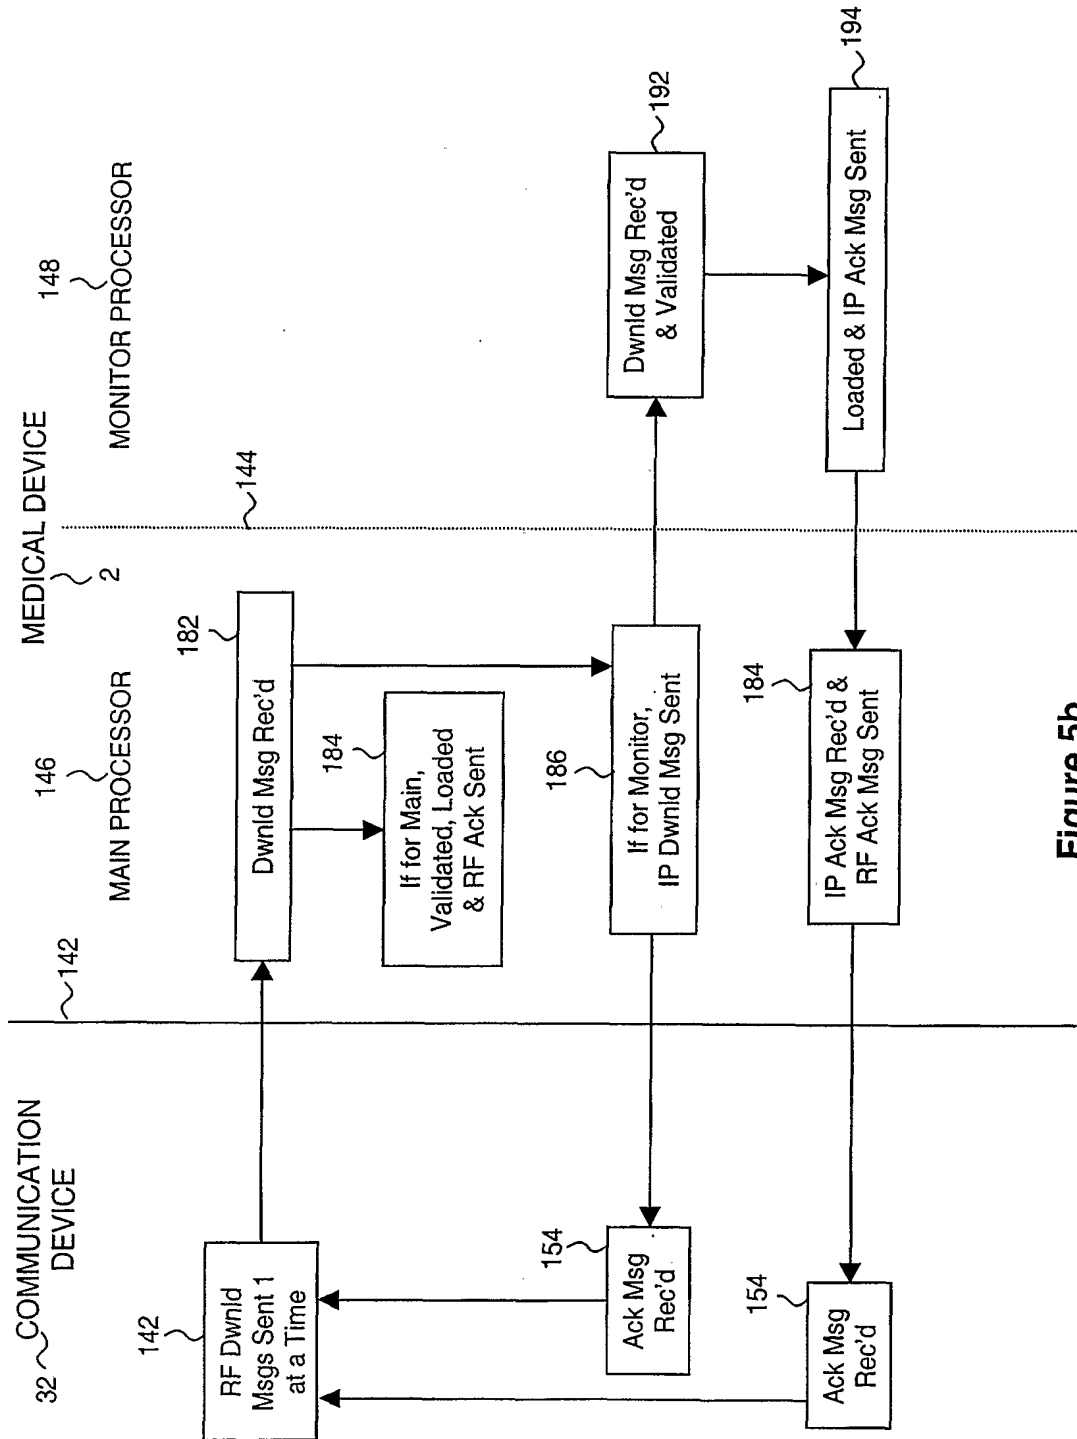 32
COMMUNICATION
DEVICE
142
MEDICAL DEVICE
2
146
MAIN PROCESSOR
144
148
MONITOR PROCESSOR
142
RF Dwnld
Msgs Sent 1
at a Time
182
Dwnld Msg Rec'd
184
If for Main,
Validated, Loaded
& RF Ack Sent
154
Ack Msg
Rec'd
186
If for Monitor,
IP Dwnld Msg Sent
192
Dwnld Msg Rec'd
& Validated
154
Ack Msg
Rec'd
184
IP Ack Msg Rec'd &
RF Ack Msg Sent
194
Loaded & IP Ack Msg Sent
Figure 5b